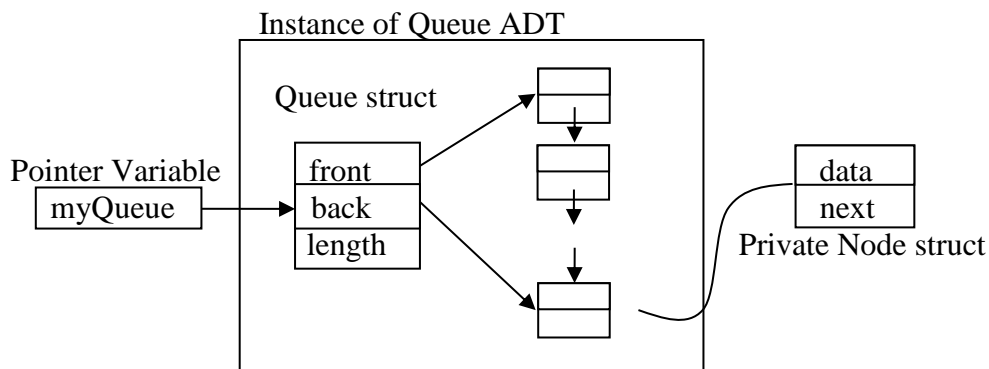 Instance of Queue ADT
Queue struct
Pointer Variable
myQueue
front
back
length
data
next
Private Node struct